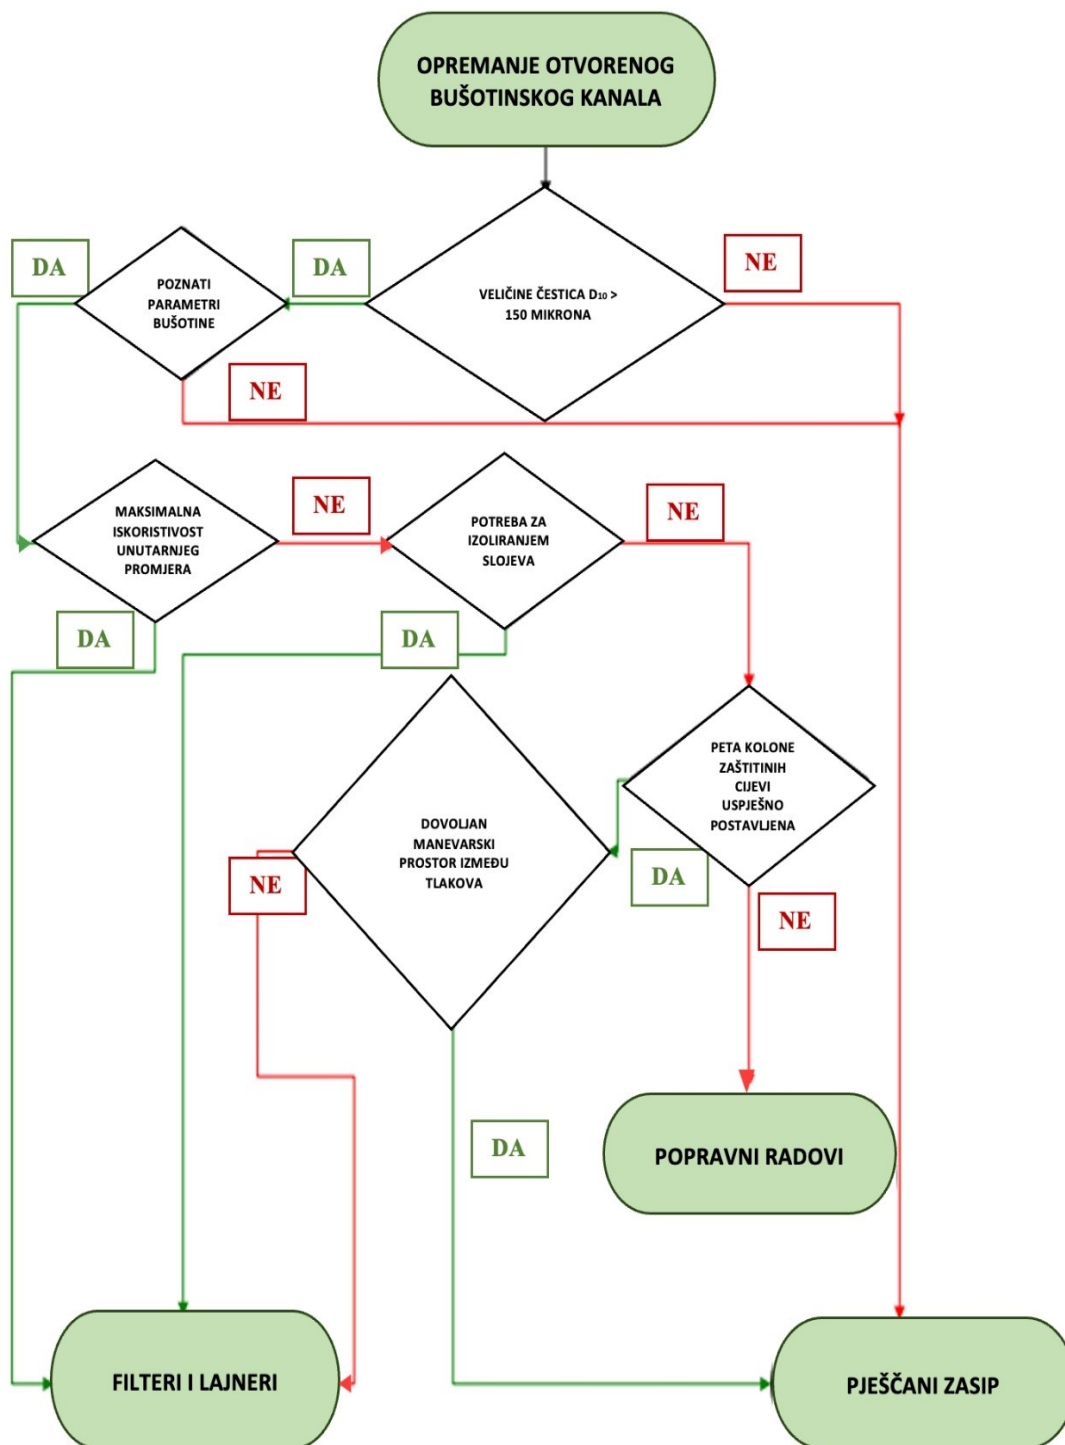 OPREMANJE OTVORENOG
BUŠOTINSKOG KANALA
DA
DA
NE
POZNATI
PARAMETRI
BUŠOTINE
VELIČINE ČESTICA D₁₀ >
150 MIKRONA
NE
MAKSIMALNA
ISKORISTIVOST
UNUTARNJEG
PROMJERA
NE
POTREBA ZA
IZOLIRANJEM
SLOJEVA
NE
DA
DA
PETA KOLONE
ZAŠTITINIH
CIJEVI
USPJEŠNO
POSTAVLJENA
DOVOLJAN
MANEVARSKI
PROSTOR IZMEĐU
TLAKOVA
NE
DA
NE
DA
POPRAVNI RADOVI
FILTERI I LAJNERI
PJEŠČANI ZASIP